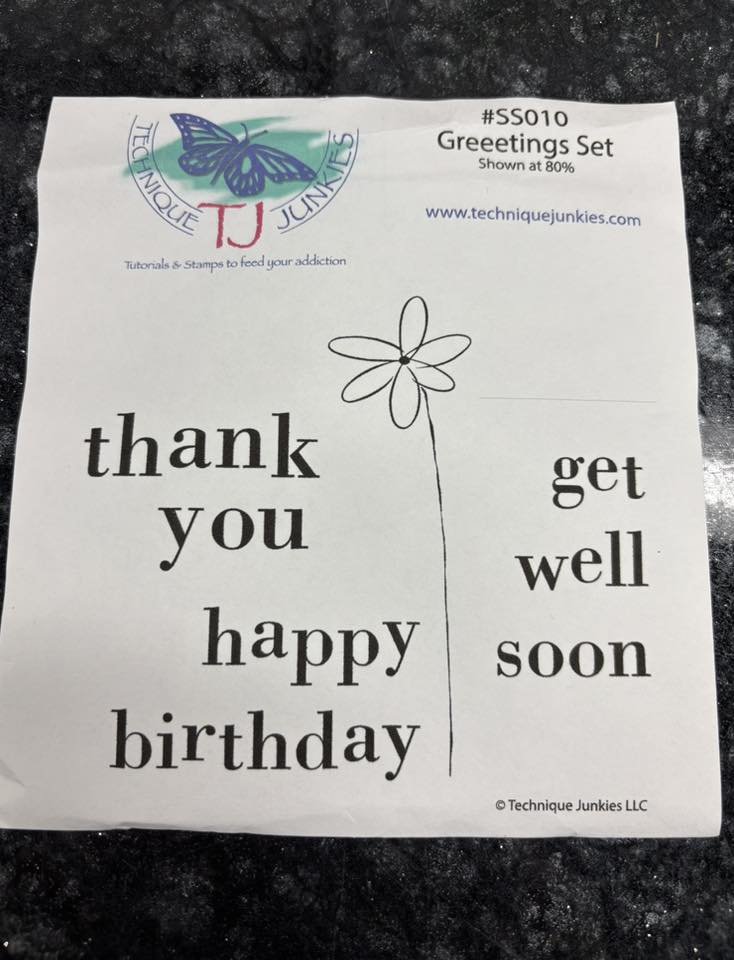 TECHNIQUE JUNKIES
TJ
Tutorials & Stamps to feed your addiction
#SS010
Greeetings Set
Shown at 80%
www.techniquejunkies.com
thank
you
happy
birthday
get
well
soon
© Technique Junkies LLC